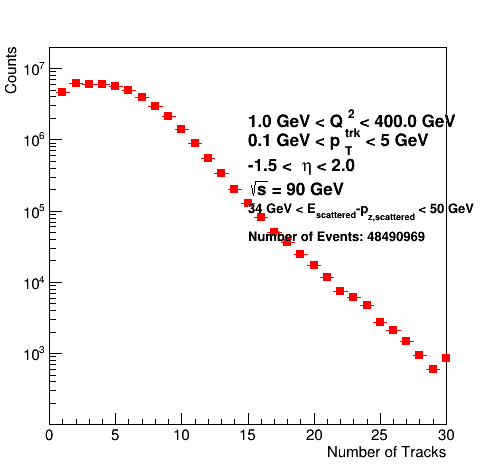 Counts
10^7
10^6
10^5
10^4
10^3
1.0 GeV < Q^2 < 400.0 GeV
0.1 GeV < p_T^trk < 5 GeV
-1.5 < η < 2.0
√s = 90 GeV
34 GeV < E_scattered-p_z,scattered < 50 GeV
Number of Events: 48490969
0 5 10 15 20 25 30
Number of Tracks